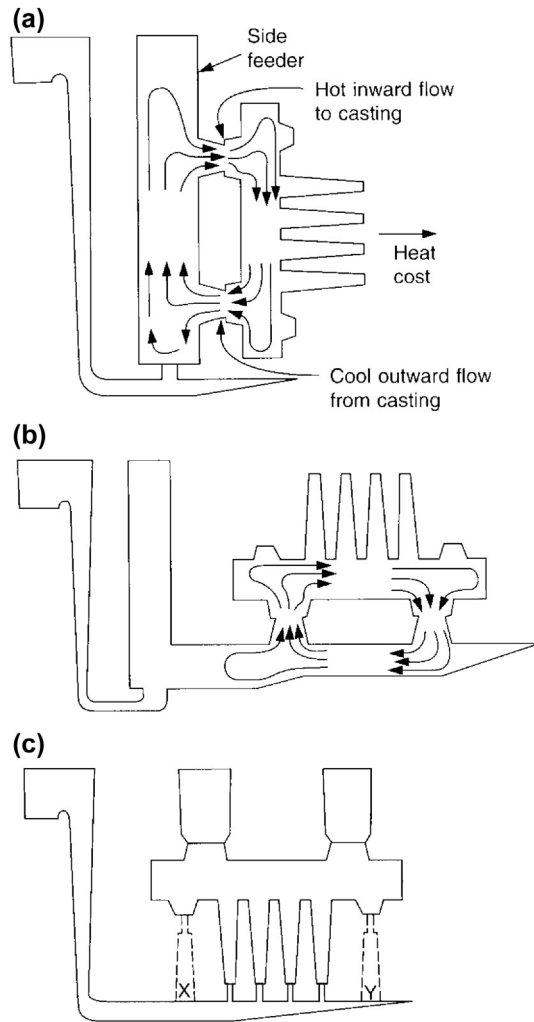 (a)
Side
feeder
Hot inward flow
to casting
Heat
cost
Cool outward flow
from casting
(b)
(c)
X
Y